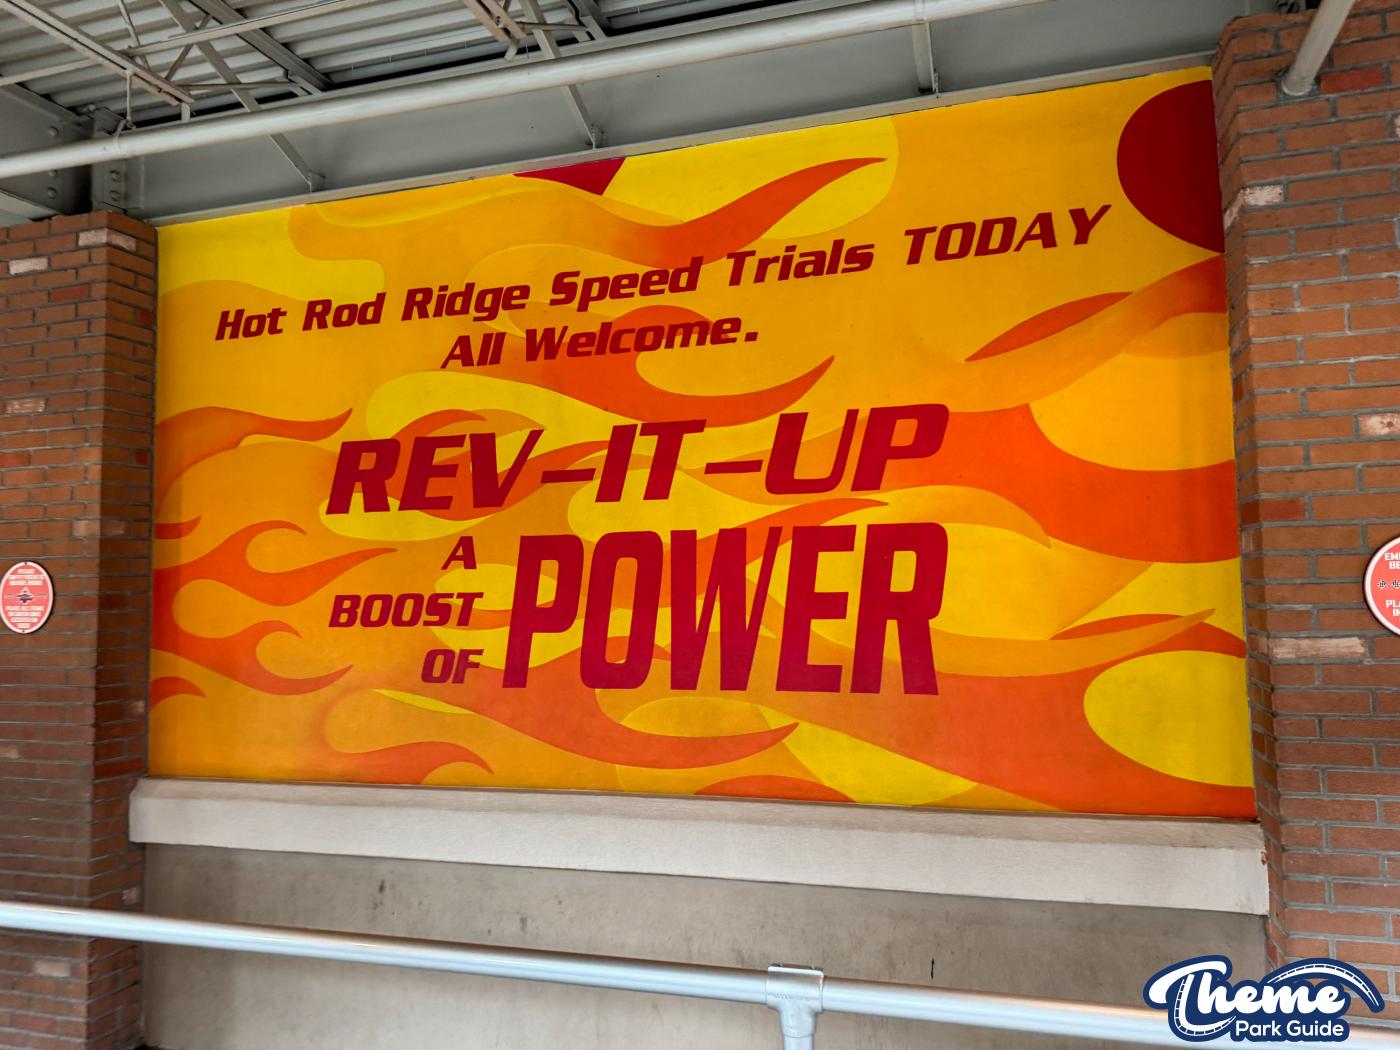 Hot Rod Ridge Speed Trials TODAY
All Welcome.
REV-IT-UP
A
BOOST
OF
POWER
Theme
Park Guide